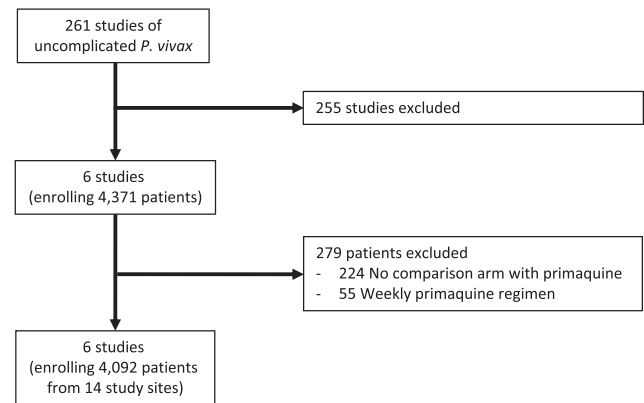 261 studies of
uncomplicated P. vivax
255 studies excluded
6 studies
(enrolling 4,371 patients)
279 patients excluded
- 224 No comparison arm with primaquine
- 55 Weekly primaquine regimen
6 studies
(enrolling 4,092 patients
from 14 study sites)